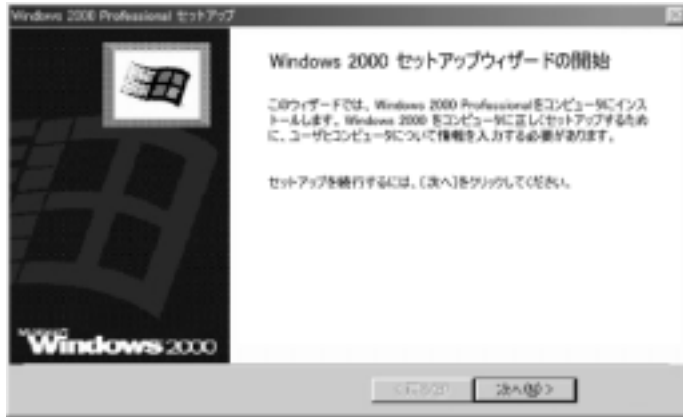 Windows 2000 Professional セットアップ
Windows 2000 セットアップウィザードの開始
このウィザードでは、Windows 2000 Professionalをコンピュータにインス
トールします。Windows 2000 をコンピュータに正しくセットアップするため
に、ユーザとコンピュータについて情報を入力する必要があります。
セットアップを続行するには、[次へ]をクリックしてください。
Microsoft
Windows 2000
次へ(N) >